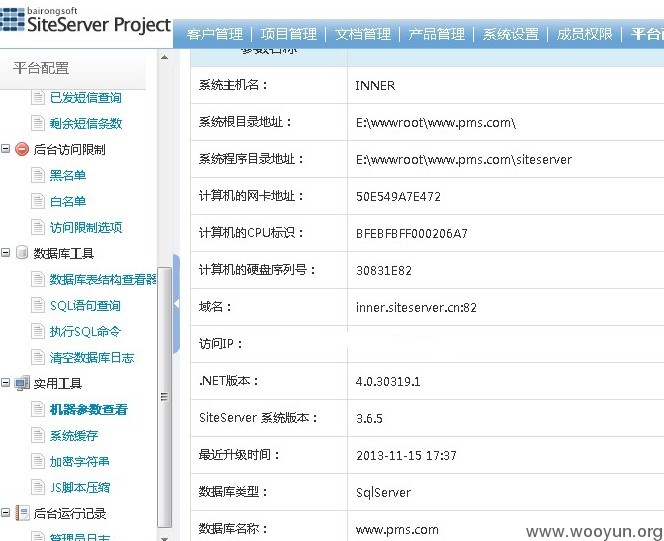 bairongsoft
SiteServer Project
客户管理 项目管理 文档管理 产品管理 系统设置 成员权限
平台配置
已发短信查询
剩余短信条数
后台访问限制
黑名单
白名单
访问限制选项
数据库工具
数据库表结构查看器
SQL语句查询
执行SQL命令
清空数据库日志
实用工具
机器参数查看
系统缓存
加密字符串
JS脚本压缩
后台运行记录
管理员日志
参数名称
系统主机名： INNER
系统根目录地址： E:\wwwroot\www.pms.com\
系统程序目录地址： E:\wwwroot\www.pms.com\siteserver
计算机的网卡地址： 50E549A7E472
计算机的CPU标识： BFEBFBFF000206A7
计算机的硬盘序列号： 30831E82
域名： inner.siteserver.cn:82
访问IP：
.NET版本： 4.0.30319.1
SiteServer 系统版本： 3.6.5
最近升级时间： 2013-11-15 17:37
数据库类型： SqlServer
数据库名称： www.pms.com
www.wooyun.org